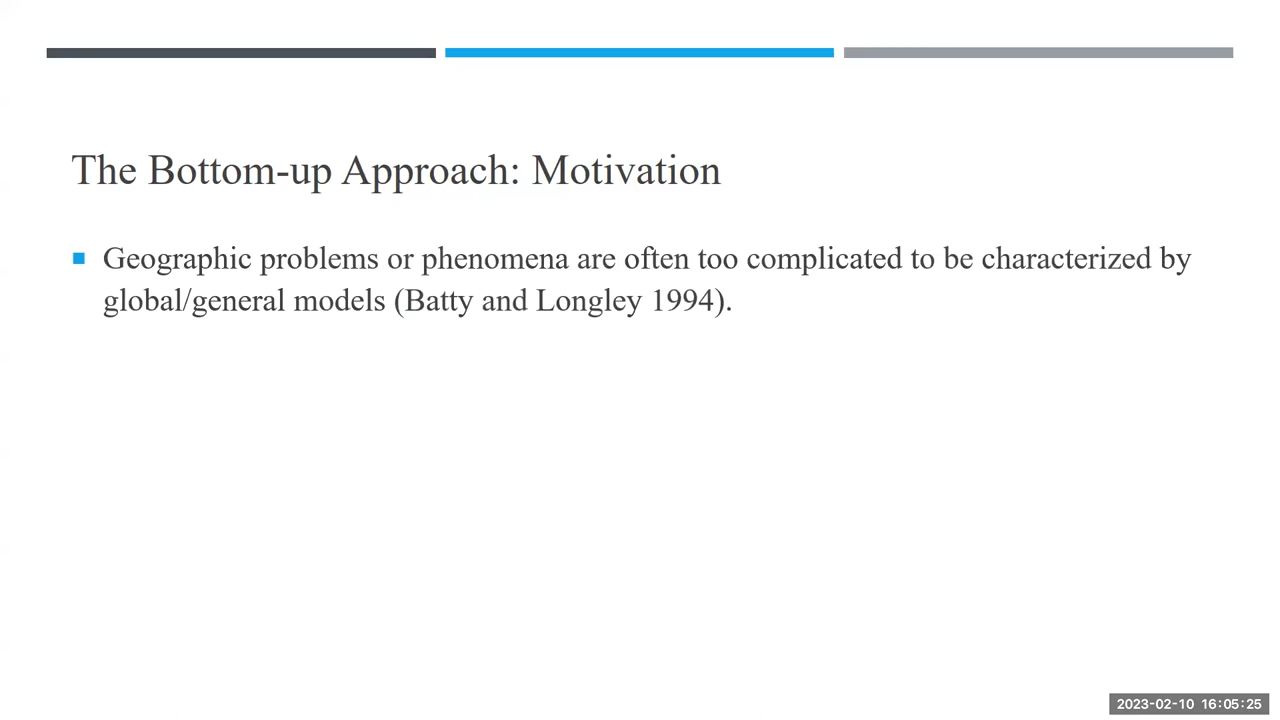 The Bottom-up Approach: Motivation
Geographic problems or phenomena are often too complicated to be characterized by
global/general models (Batty and Longley 1994).
2023-02-10 16:05:25